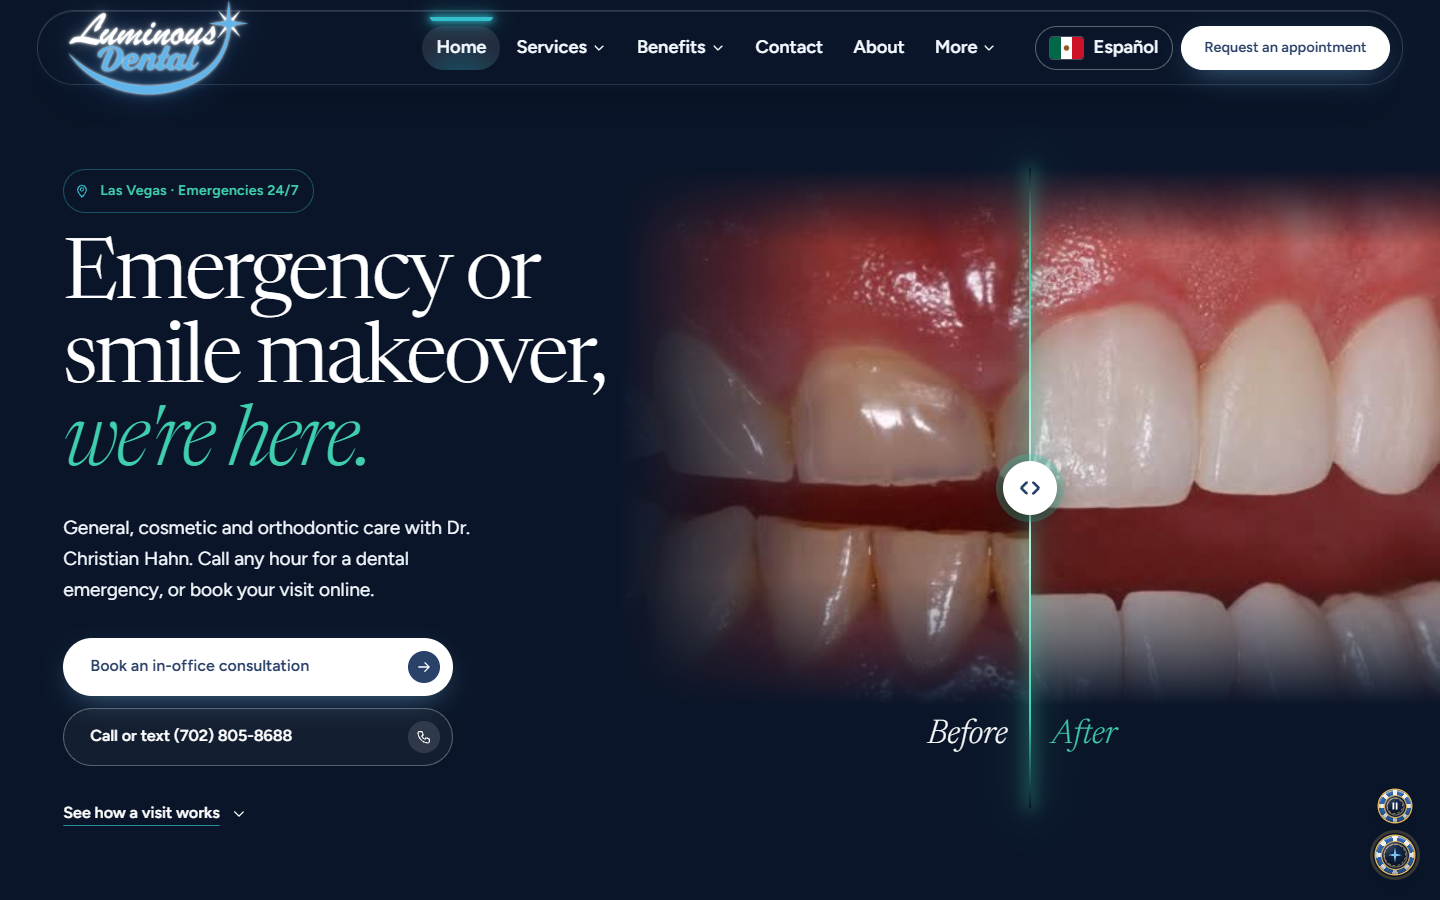 Luminous
Dental
Home
Services
Benefits
Contact
About
More
Español
Request an appointment
Las Vegas · Emergencies 24/7
Emergency or
smile makeover,
we're here.
General, cosmetic and orthodontic care with Dr.
Christian Hahn. Call any hour for a dental
emergency, or book your visit online.
Book an in-office consultation
Call or text (702) 805-8688
See how a visit works
Before
After